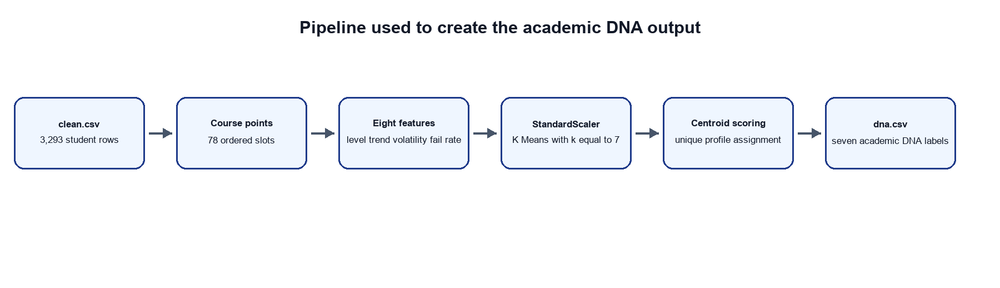 Pipeline used to create the academic DNA output
clean.csv
3,293 student rows
Course points
78 ordered slots
Eight features
level trend volatility fail rate
StandardScaler
K Means with k equal to 7
Centroid scoring
unique profile assignment
dna.csv
seven academic DNA labels